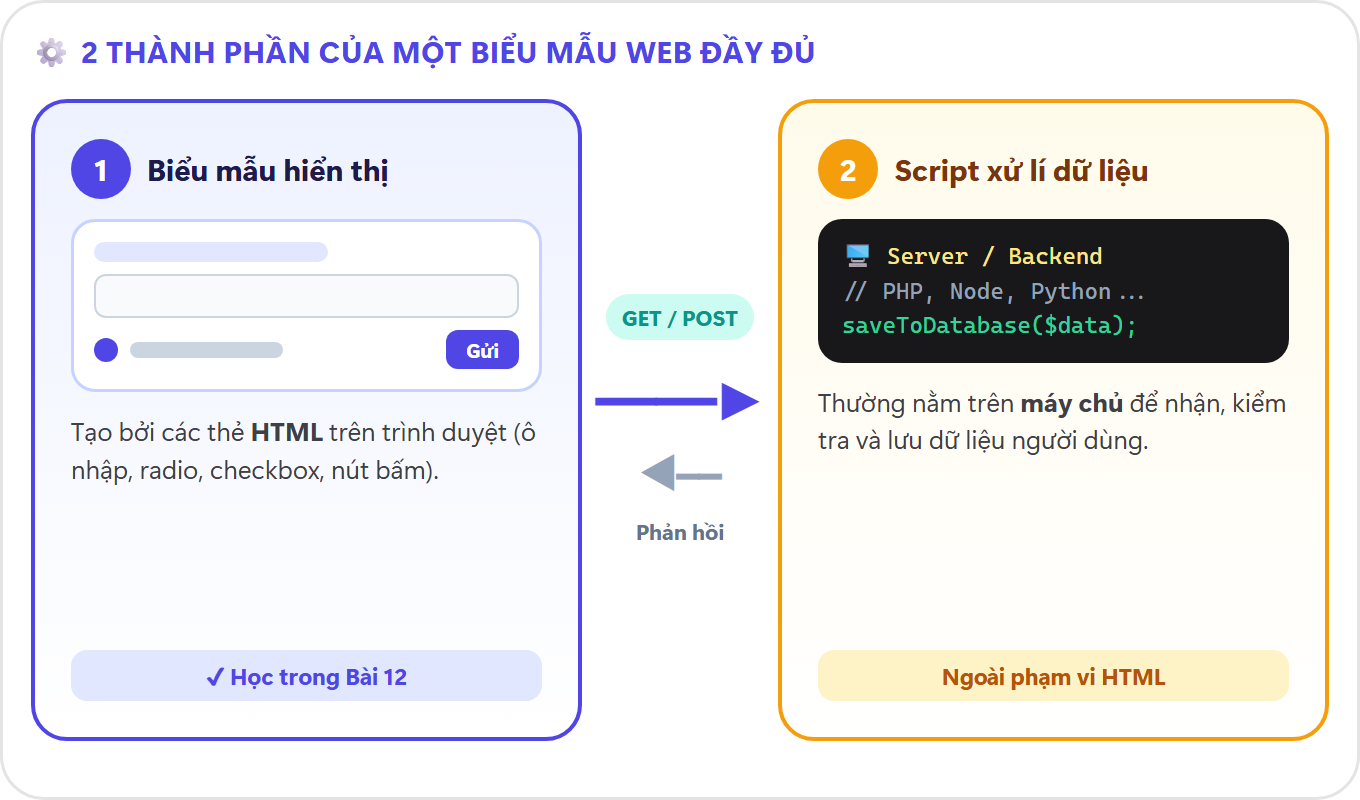 2 THÀNH PHẦN CỦA MỘT BIỂU MẪU WEB ĐẦY ĐỦ
1
Biểu mẫu hiển thị
Gửi
Tạo bởi các thẻ HTML trên trình duyệt (ô
nhập, radio, checkbox, nút bấm).
✓ Học trong Bài 12
GET / POST
Phản hồi
2
Script xử lí dữ liệu
Server / Backend
// PHP, Node, Python...
saveToDatabase($data);
Thường nằm trên máy chủ để nhận, kiểm
tra và lưu dữ liệu người dùng.
Ngoài phạm vi HTML